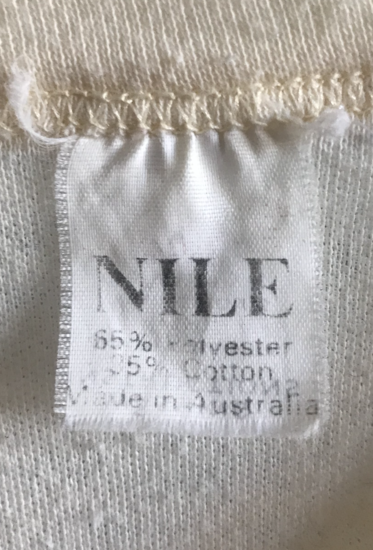 NILE
65% Polyester
35% Cotton
Made in Australia